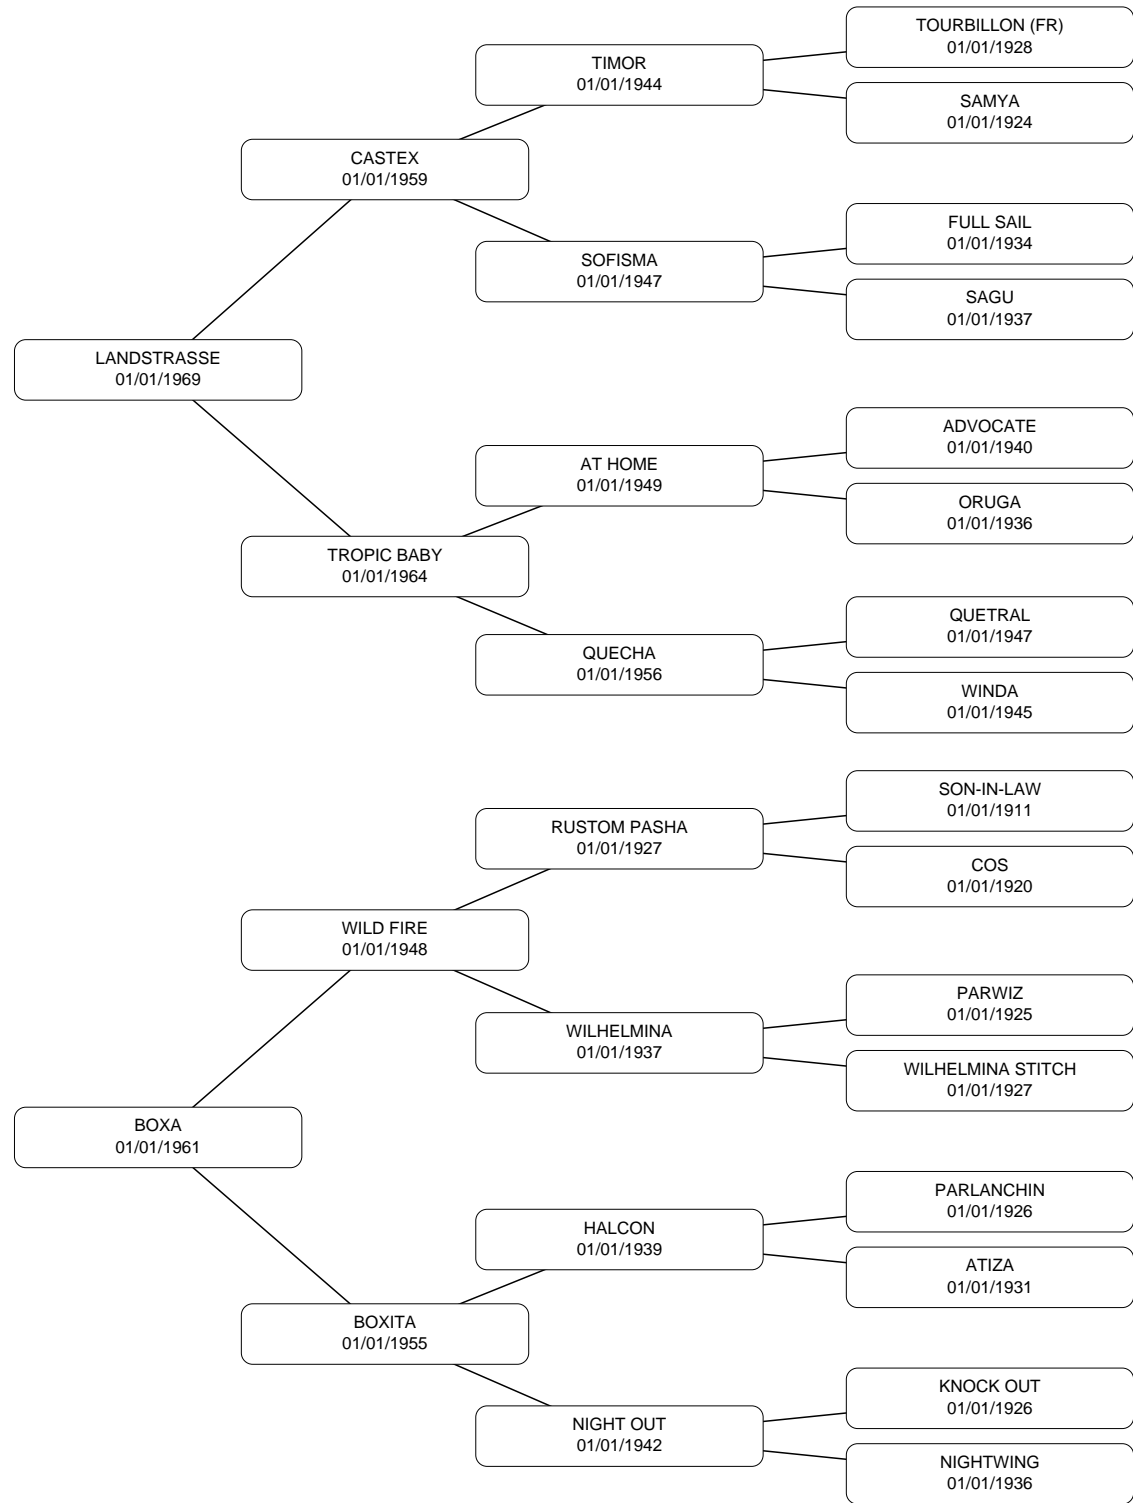 TOURBILLON (FR)
01/01/1928
TIMOR
01/01/1944
SAMYA
01/01/1924
CASTEX
01/01/1959
FULL SAIL
01/01/1934
SOFISMA
01/01/1947
SAGU
01/01/1937
LANDSTRASSE
01/01/1969
ADVOCATE
01/01/1940
AT HOME
01/01/1949
ORUGA
01/01/1936
TROPIC BABY
01/01/1964
QUETRAL
01/01/1947
QUECHA
01/01/1956
WINDA
01/01/1945
SON-IN-LAW
01/01/1911
RUSTOM PASHA
01/01/1927
COS
01/01/1920
WILD FIRE
01/01/1948
PARWIZ
01/01/1925
WILHELMINA
01/01/1937
WILHELMINA STITCH
01/01/1927
BOXA
01/01/1961
PARLANCHIN
01/01/1926
HALCON
01/01/1939
ATIZA
01/01/1931
BOXITA
01/01/1955
KNOCK OUT
01/01/1926
NIGHT OUT
01/01/1942
NIGHTWING
01/01/1936